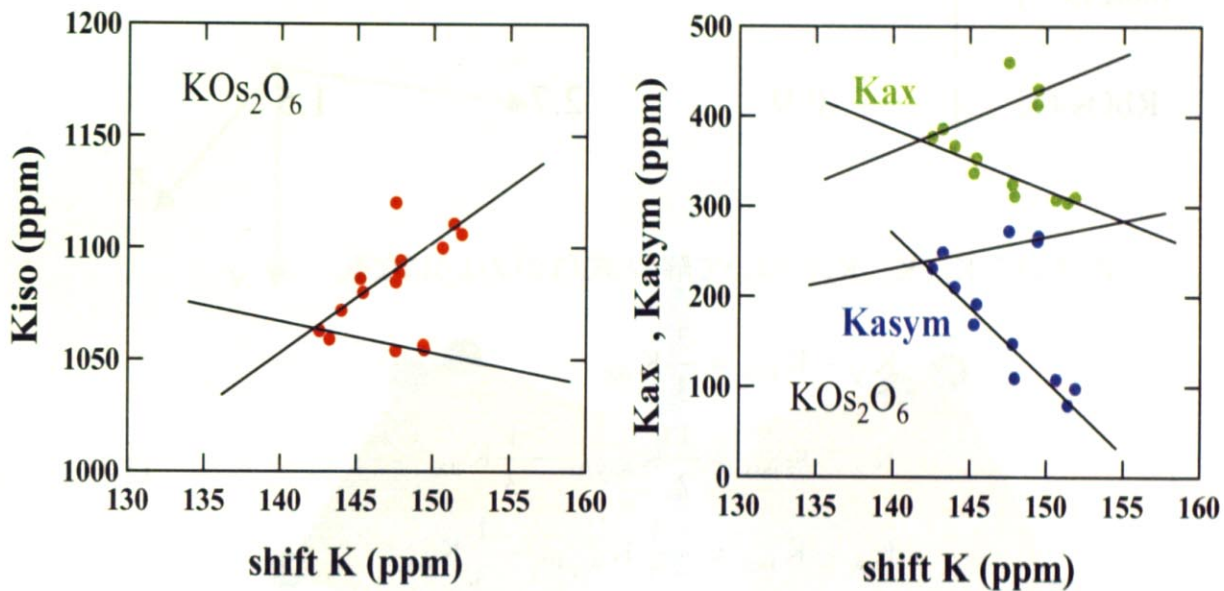 1200
1150
1100
1050
1000
Kiso (ppm)
KOs₂O₆
130 135 140 145 150 155 160
shift K (ppm)
500
400
300
200
100
0
Kax , Kasym (ppm)
Kax
Kasym
KOs₂O₆
130 135 140 145 150 155 160
shift K (ppm)